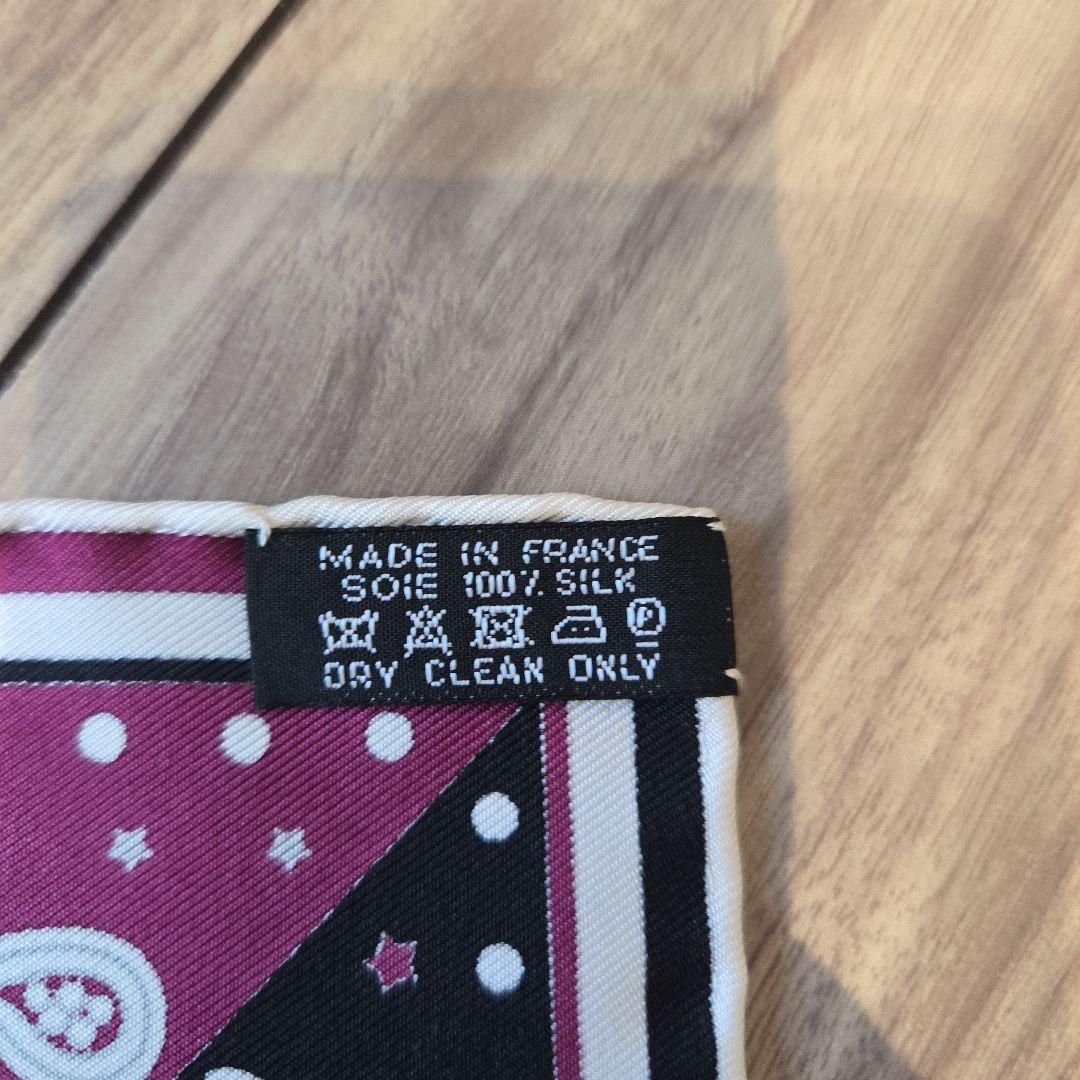 MADE IN FRANCE
SOIE 100% SILK
P
DRY CLEAN ONLY